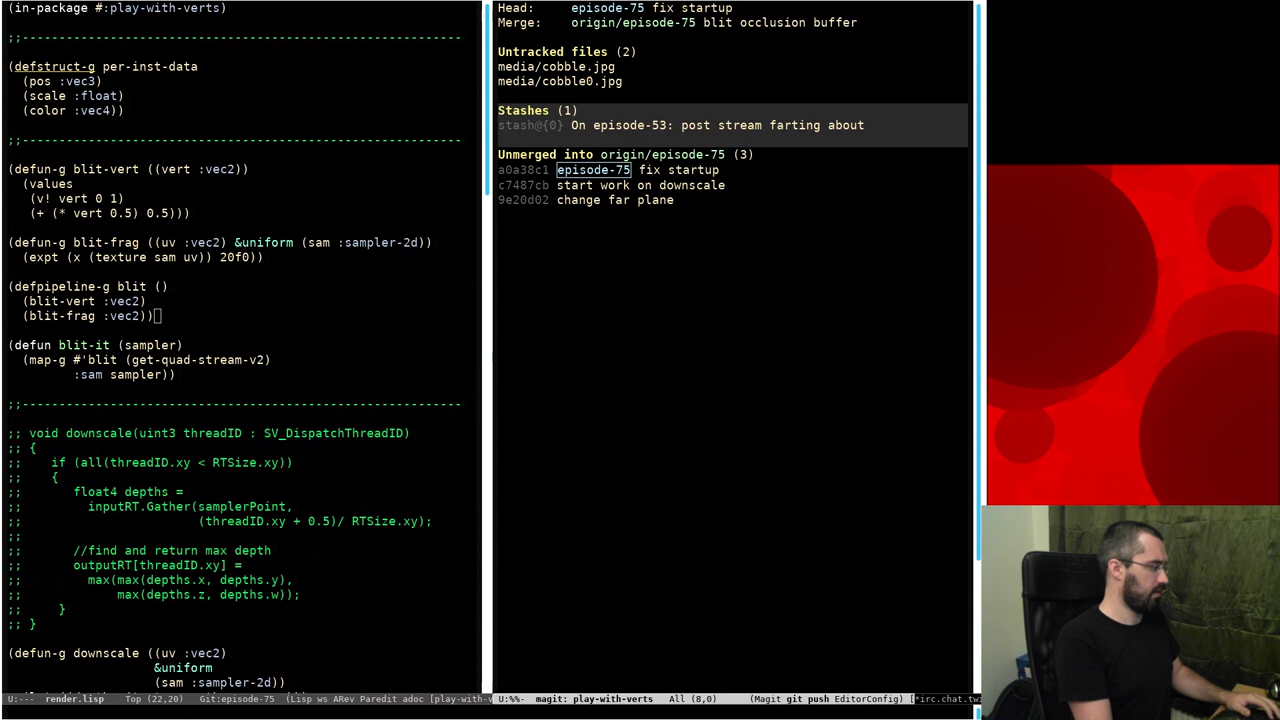 (in-package #:play-with-verts)
;;------------------------------------------------------------
(defstruct-g per-inst-data
(pos :vec3)
(scale :float)
(color :vec4))
;;------------------------------------------------------------
(defun-g blit-vert ((vert :vec2))
(values
(v! vert 0 1)
(+ (* vert 0.5) 0.5)))
(defun-g blit-frag ((uv :vec2) &uniform (sam :sampler-2d))
(expt (x (texture sam uv)) 20f0))
(defpipeline-g blit ()
(blit-vert :vec2)
(blit-frag :vec2))
(defun blit-it (sampler)
(map-g #'blit (get-quad-stream-v2)
:sam sampler))
;;------------------------------------------------------------
;; void downscale(uint3 threadID : SV_DispatchThreadID)
;; {
;;    if (all(threadID.xy < RTSize.xy))
;;    {
;;       float4 depths =
;;         inputRT.Gather(samplerPoint,
;;                        (threadID.xy + 0.5)/ RTSize.xy);
;;
;;       //find and return max depth
;;       outputRT[threadID.xy] =
;;         max(max(depths.x, depths.y),
;;             max(depths.z, depths.w));
;;     }
;; }
(defun-g downscale ((uv :vec2)
&uniform
(sam :sampler-2d))
U:--- render.lisp Top (22,20) Git:episode-75 (Lisp ws ARev Paredit adoc [play-with-v
Head: episode-75 fix startup
Merge: origin/episode-75 blit occlusion buffer
Untracked files (2)
media/cobble.jpg
media/cobble0.jpg
Stashes (1)
stash@{0} On episode-53: post stream farting about
Unmerged into origin/episode-75 (3)
a0a38c1 episode-75 fix startup
c7487cb start work on downscale
9e20d02 change far plane
U:%%- magit: play-with-verts All (8,0) (Magit git push EditorConfig) [*irc.chat.tw